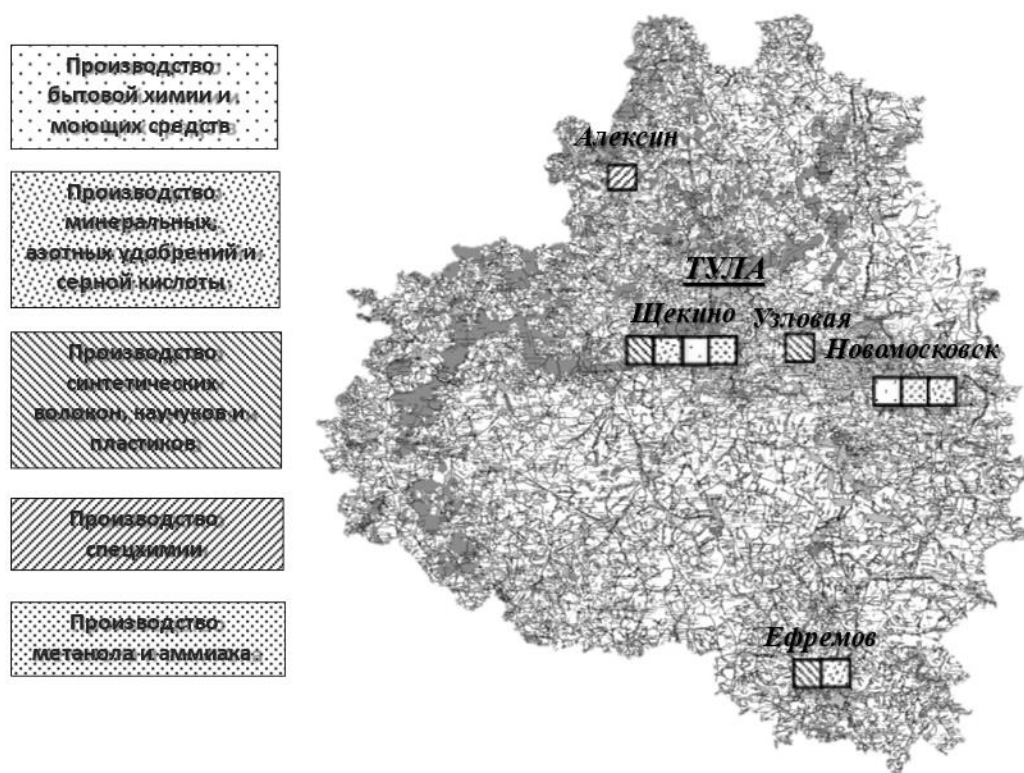 Производство
бытовой химии и
моющих средств
Производство
минеральных,
азотных удобрений и
серной кислоты
Производство
синтетических
волокон, каучуков и
пластиков
Производство
спецхимии
Производство
метанола и аммиака
Алексин
ТУЛА
Щекино
Узловая
Новомосковск
Ефремов